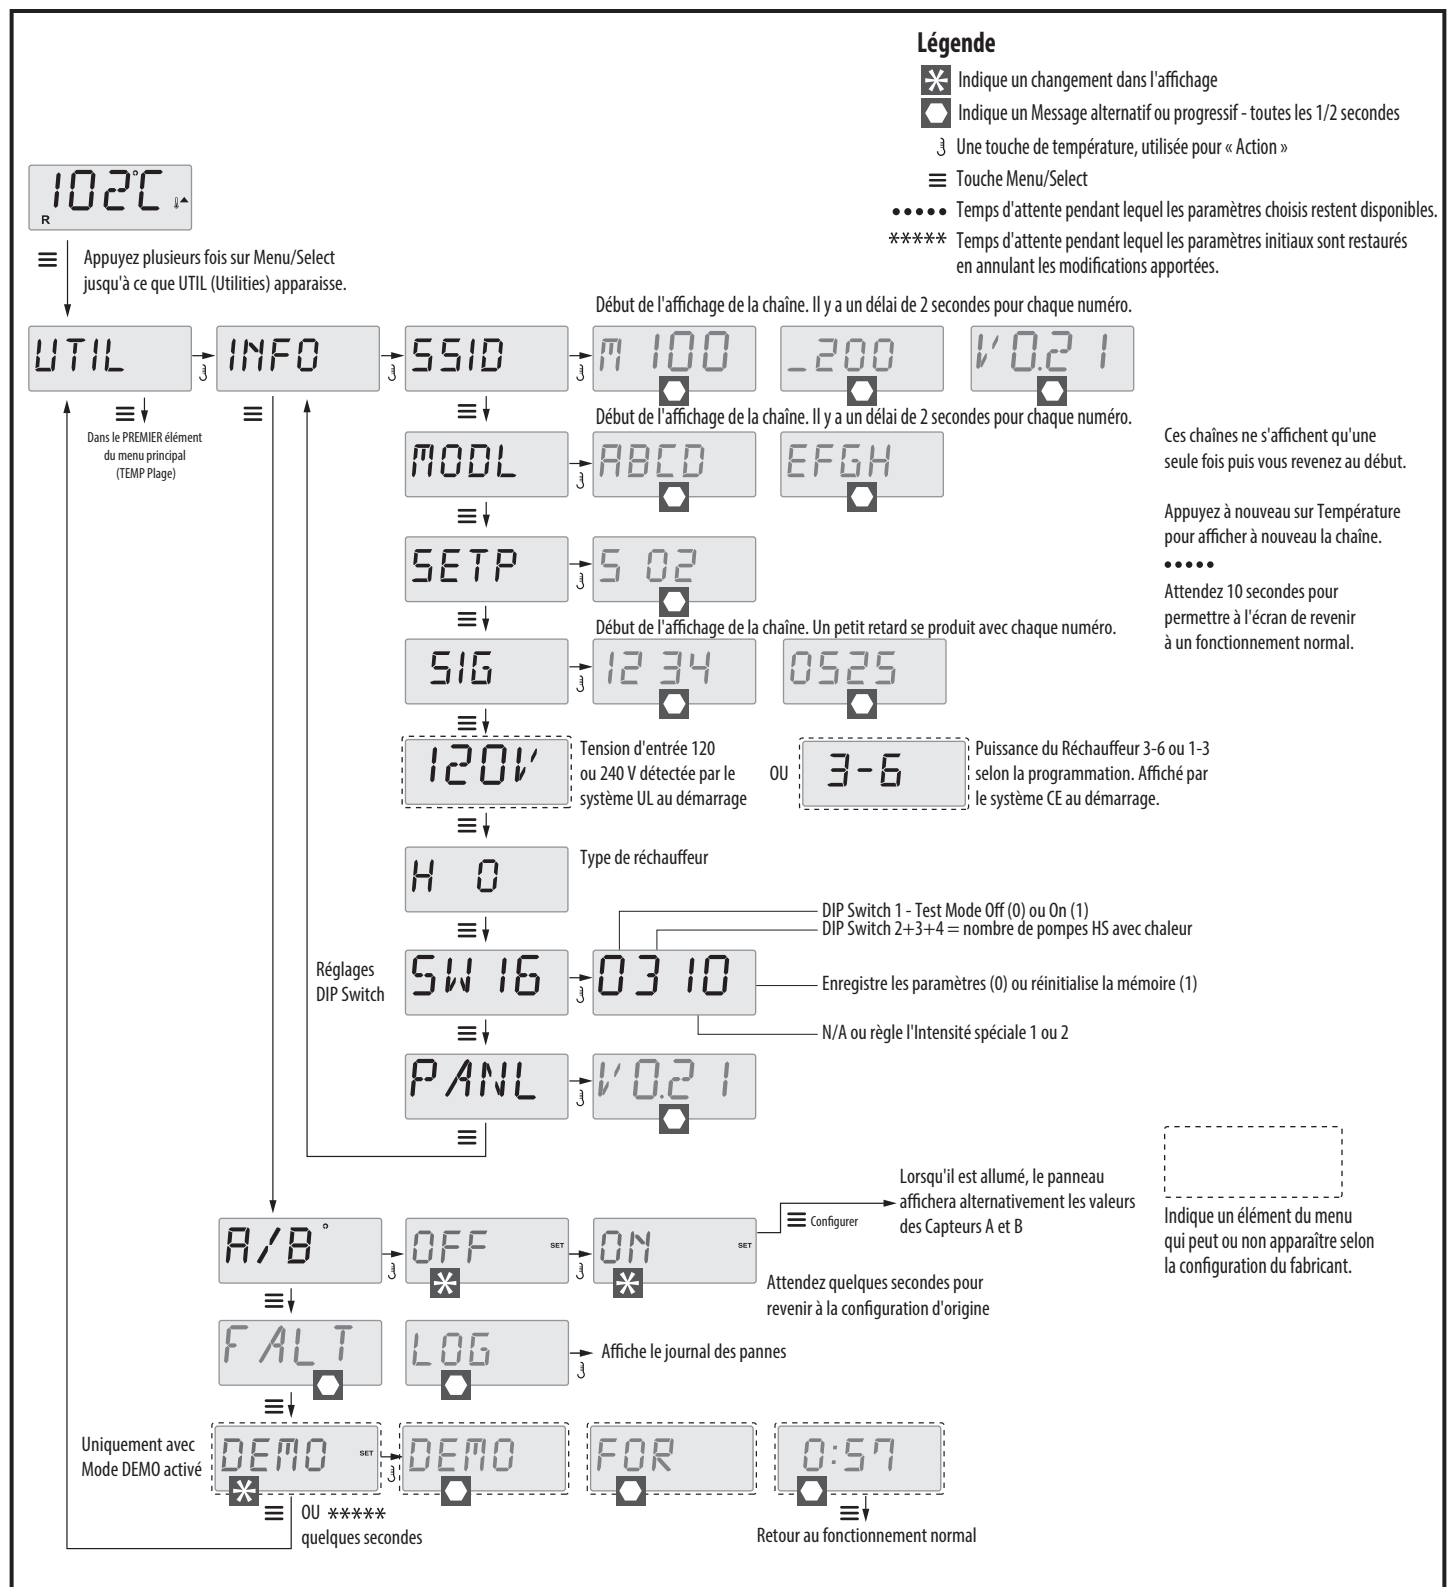 Légende
Indique un changement dans l'affichage
Indique un Message alternatif ou progressif - toutes les 1/2 secondes
Une touche de température, utilisée pour « Action »
Touche Menu/Select
••••• Temps d'attente pendant lequel les paramètres choisis restent disponibles.
***** Temps d'attente pendant lequel les paramètres initiaux sont restaurés
en annulant les modifications apportées.
102°C
R
Appuyez plusieurs fois sur Menu/Select
jusqu'à ce que UTIL (Utilities) apparaisse.
Début de l'affichage de la chaîne. Il y a un délai de 2 secondes pour chaque numéro.
UTIL
INFO
SSID
M 100
_200
V 0.21
Dans le PREMIER élément
du menu principal
(TEMP Plage)
Début de l'affichage de la chaîne. Il y a un délai de 2 secondes pour chaque numéro.
MODL
ABCD
EFGH
Ces chaînes ne s'affichent qu'une
seule fois puis vous revenez au début.
Appuyez à nouveau sur Température
pour afficher à nouveau la chaîne.
•••••
Attendez 10 secondes pour
permettre à l'écran de revenir
à un fonctionnement normal.
SETP
S 02
Début de l'affichage de la chaîne. Un petit retard se produit avec chaque numéro.
SIG
1234
0525
120V
Tension d'entrée 120
ou 240 V détectée par le
système UL au démarrage
OU
3-6
Puissance du Réchauffeur 3-6 ou 1-3
selon la programmation. Affiché par
le système CE au démarrage.
H 0
Type de réchauffeur
Réglages
DIP Switch
SW 16
0310
DIP Switch 1 - Test Mode Off (0) ou On (1)
DIP Switch 2+3+4 = nombre de pompes HS avec chaleur
Enregistre les paramètres (0) ou réinitialise la mémoire (1)
N/A ou règle l'Intensité spéciale 1 ou 2
PANL
V 0.21
A/B°
OFF SET
ON SET
Configurer
Lorsqu'il est allumé, le panneau
affichera alternativement les valeurs
des Capteurs A et B
Attendez quelques secondes pour
revenir à la configuration d'origine
Indique un élément du menu
qui peut ou non apparaître selon
la configuration du fabricant.
FALT
LOG
Affiche le journal des pannes
Uniquement avec
Mode DEMO activé
DEMO SET
DEMO
FOR
0:57
OU *****
quelques secondes
Retour au fonctionnement normal